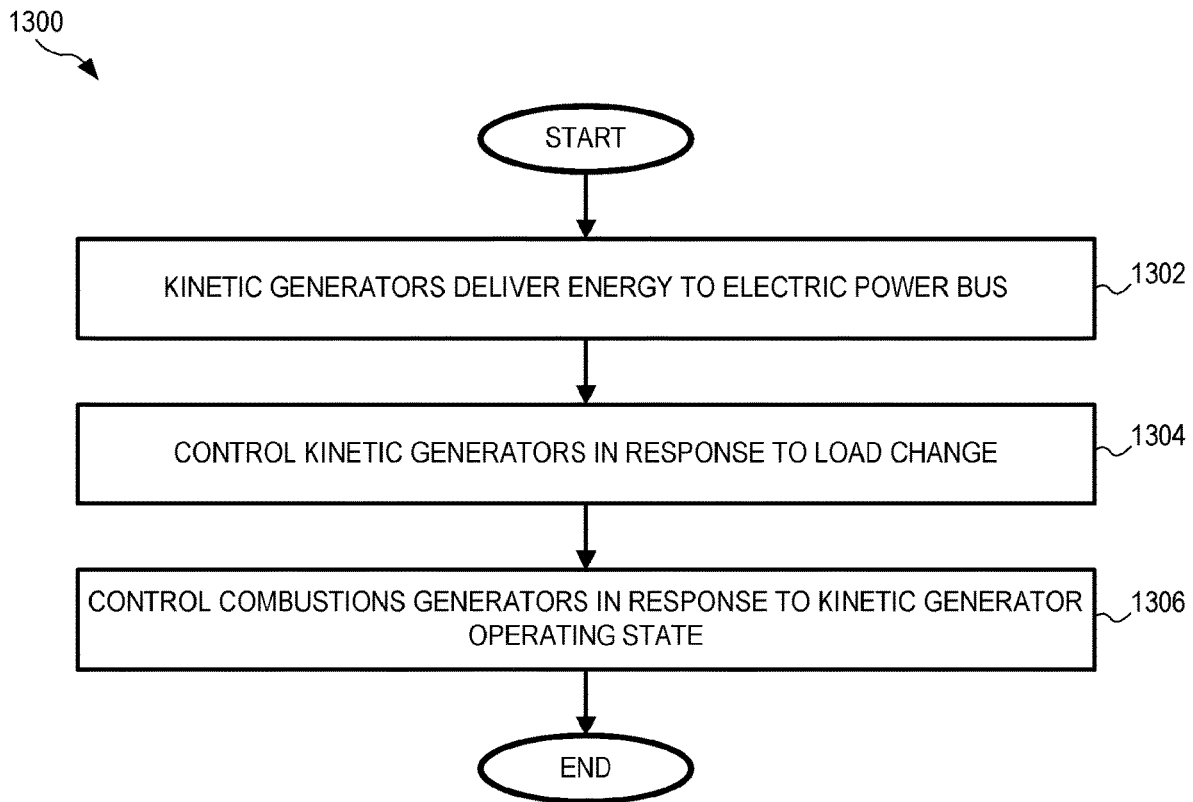 1300
START
KINETIC GENERATORS DELIVER ENERGY TO ELECTRIC POWER BUS
1302
CONTROL KINETIC GENERATORS IN RESPONSE TO LOAD CHANGE
1304
CONTROL COMBUSTIONS GENERATORS IN RESPONSE TO KINETIC GENERATOR
OPERATING STATE
1306
END